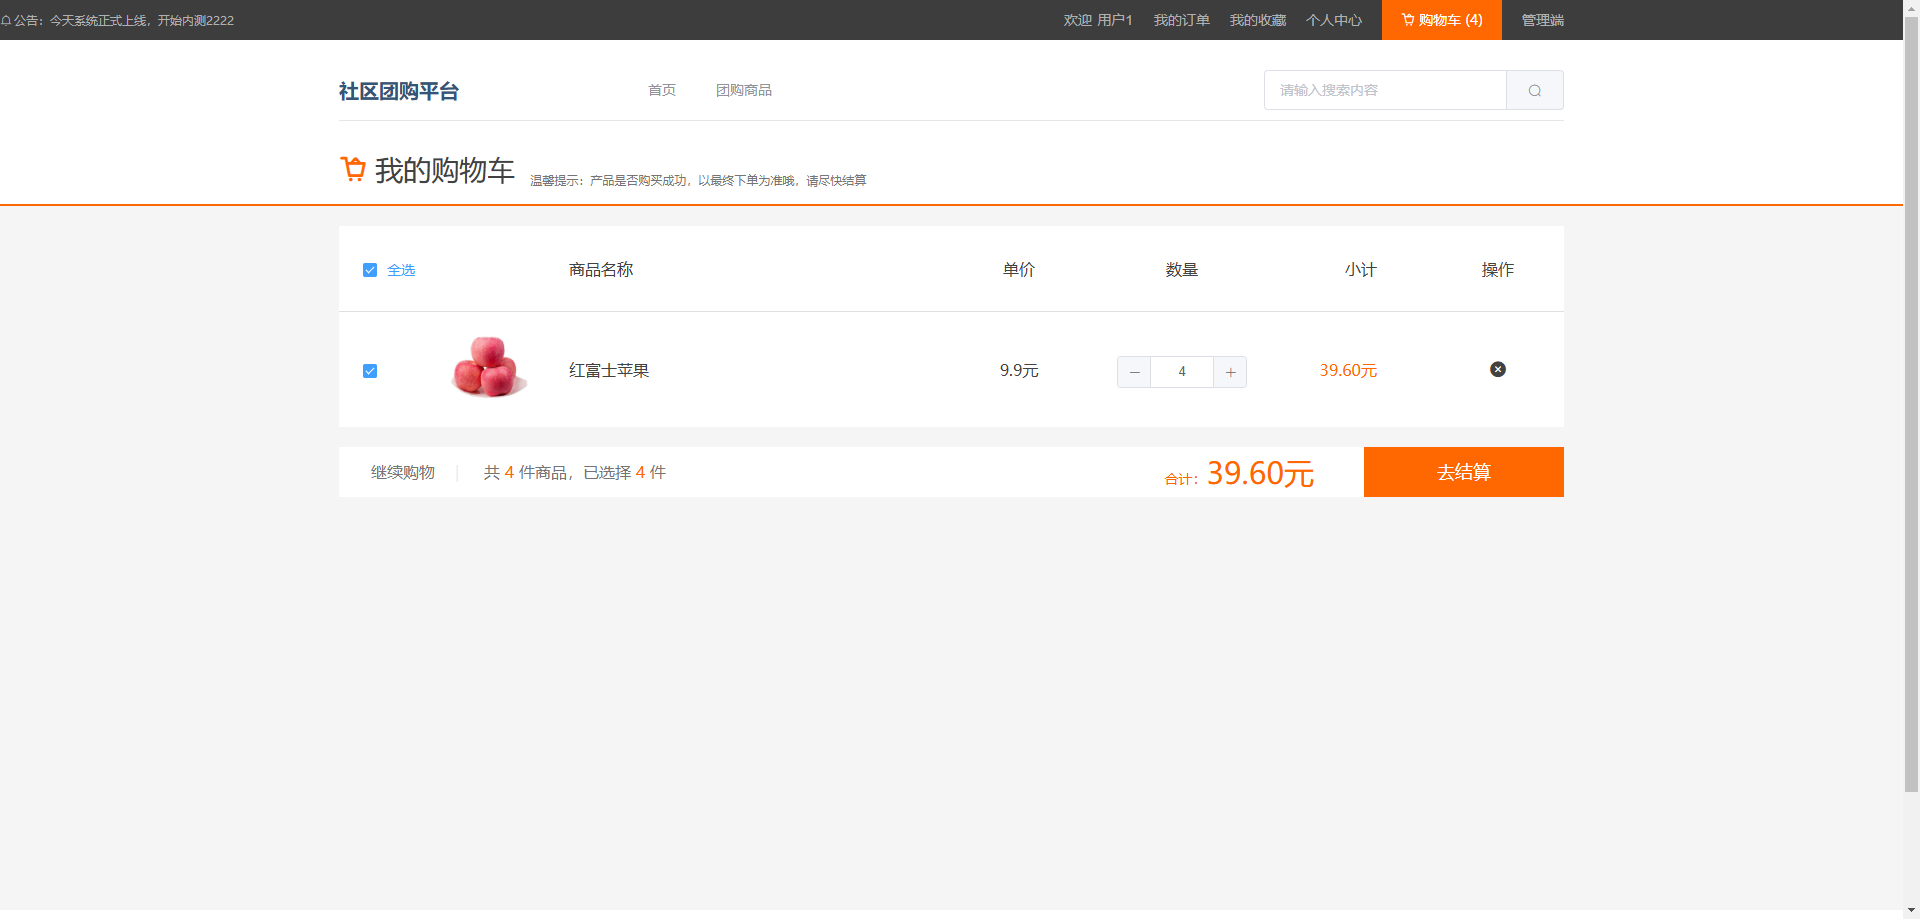 公告：今天系统正式上线，开始内测2222
欢迎 用户1 我的订单 我的收藏 个人中心 购物车 (4) 管理端
社区团购平台 首页 团购商品 请输入搜索内容
我的购物车 温馨提示：产品是否购买成功，以最终下单为准哦，请尽快结算
全选 商品名称 单价 数量 小计 操作
红富士苹果 9.9元 4 39.60元
继续购物 共 4 件商品，已选择 4 件 合计：39.60元 去结算